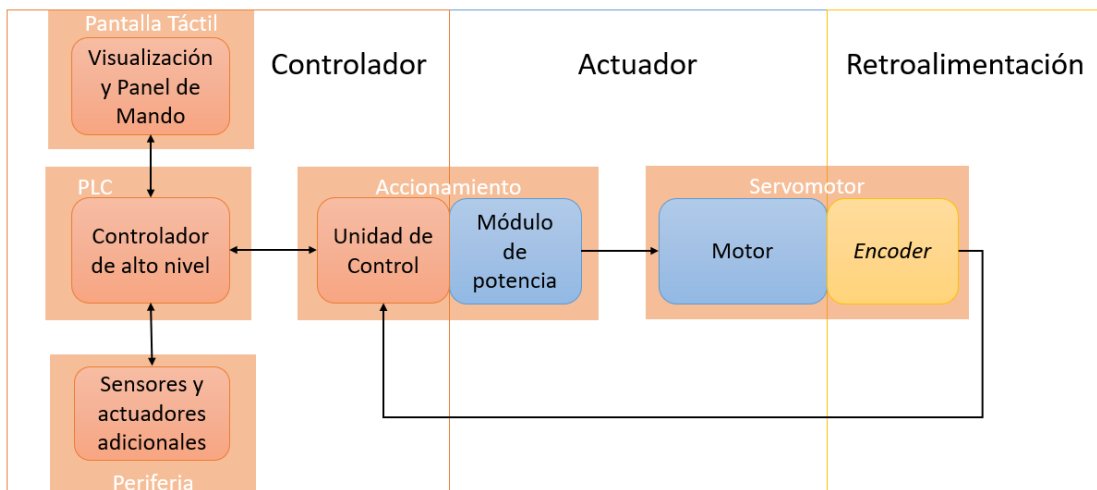 Pantalla Táctil
Visualización
y Panel de
Mando
Controlador
Actuador
Retroalimentación
PLC
Controlador
de alto nivel
Accionamiento
Unidad de
Control
Módulo
de
potencia
Servomotor
Motor
Encoder
Sensores y
actuadores
adicionales
Periferia